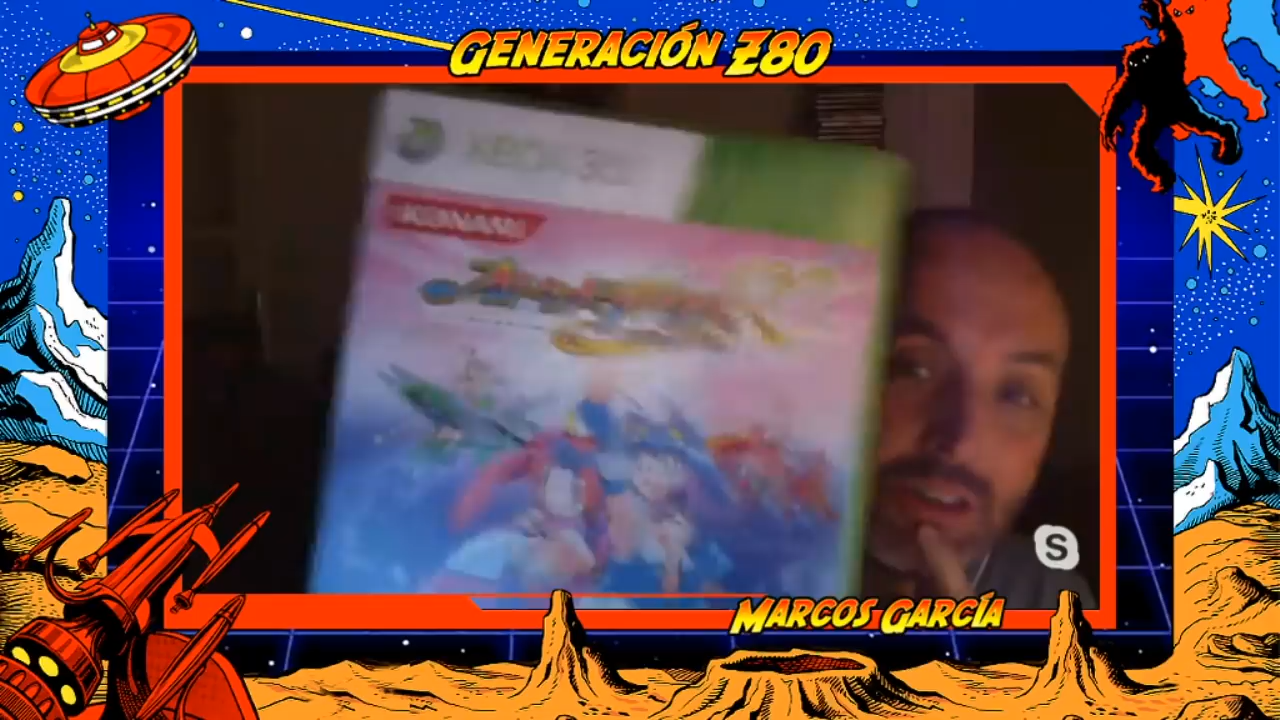 GENERACIÓN Z80
XBOX 360
KONAMI
S
MARCOS GARCÍA